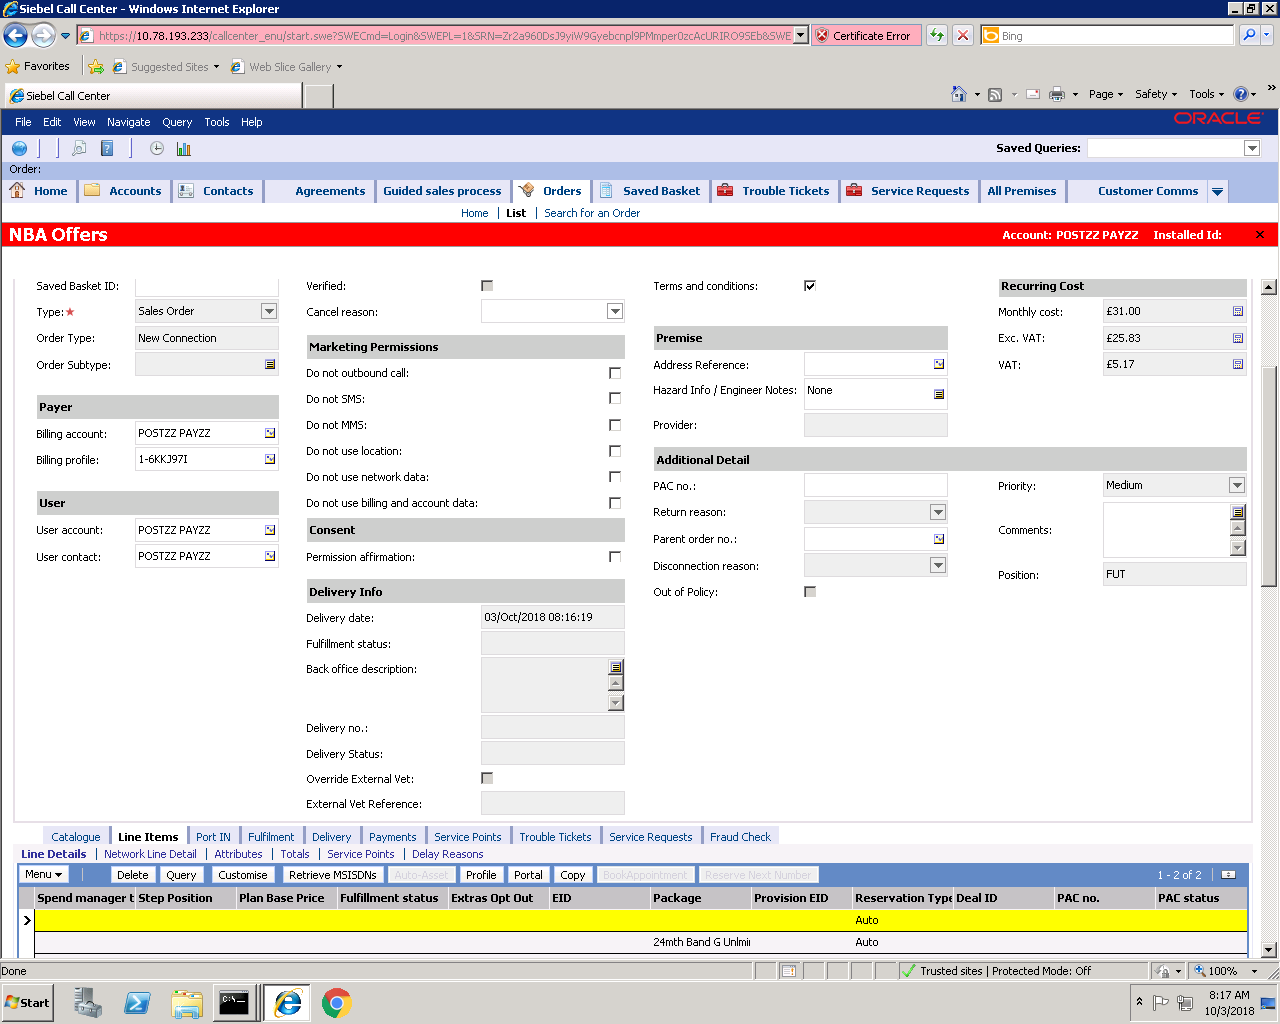 Siebel Call Center - Windows Internet Explorer
https://10.78.193.233/callcenter_enu/start.swe?SWECmd=Login&SWEPL=1&SRN=Zr2a960DsJ9yiW9Gyebcnpl9PMmper0zcAcURIRO9SEb&SWE
Certificate Error
Bing
Favorites
Suggested Sites
Web Slice Gallery
Siebel Call Center
Page
Safety
Tools
File Edit View Navigate Query Tools Help
ORACLE
Saved Queries:
Order:
Home
Accounts
Contacts
Agreements
Guided sales process
Orders
Saved Basket
Trouble Tickets
Service Requests
All Premises
Customer Comms
Home | List | Search for an Order
NBA Offers
Account: POSTZZ PAYZZ Installed Id:
Saved Basket ID:
Type:★ Sales Order
Order Type: New Connection
Order Subtype:
Payer
Billing account: POSTZZ PAYZZ
Billing profile: 1-6KKJ97I
User
User account: POSTZZ PAYZZ
User contact: POSTZZ PAYZZ
Verified:
Cancel reason:
Marketing Permissions
Do not outbound call:
Do not SMS:
Do not MMS:
Do not use location:
Do not use network data:
Do not use billing and account data:
Consent
Permission affirmation:
Delivery Info
Delivery date: 03/Oct/2018 08:16:19
Fulfillment status:
Back office description:
Delivery no.:
Delivery Status:
Override External Vet:
External Vet Reference:
Terms and conditions:
Premise
Address Reference:
Hazard Info / Engineer Notes: None
Provider:
Recurring Cost
Monthly cost: £31.00
Exc. VAT: £25.83
VAT: £5.17
Additional Detail
PAC no.:
Return reason:
Parent order no.:
Disconnection reason:
Out of Policy:
Priority: Medium
Comments:
Position: FUT
Catalogue
Line Items
Port IN
Fulfilment
Delivery
Payments
Service Points
Trouble Tickets
Service Requests
Fraud Check
Line Details | Network Line Detail | Attributes | Totals | Service Points | Delay Reasons
Menu
Delete
Query
Customise
Retrieve MSISDNs
Auto-Asset
Profile
Portal
Copy
BookAppointment
Reserve Next Number
1 - 2 of 2
Spend manager t Step Position Plan Base Price Fulfillment status Extras Opt Out EID Package Provision EID Reservation Type Deal ID PAC no. PAC status
Auto
24mth Band G Unlmi Auto
Done
Trusted sites | Protected Mode: Off
100%
Start
8:17 AM
10/3/2018